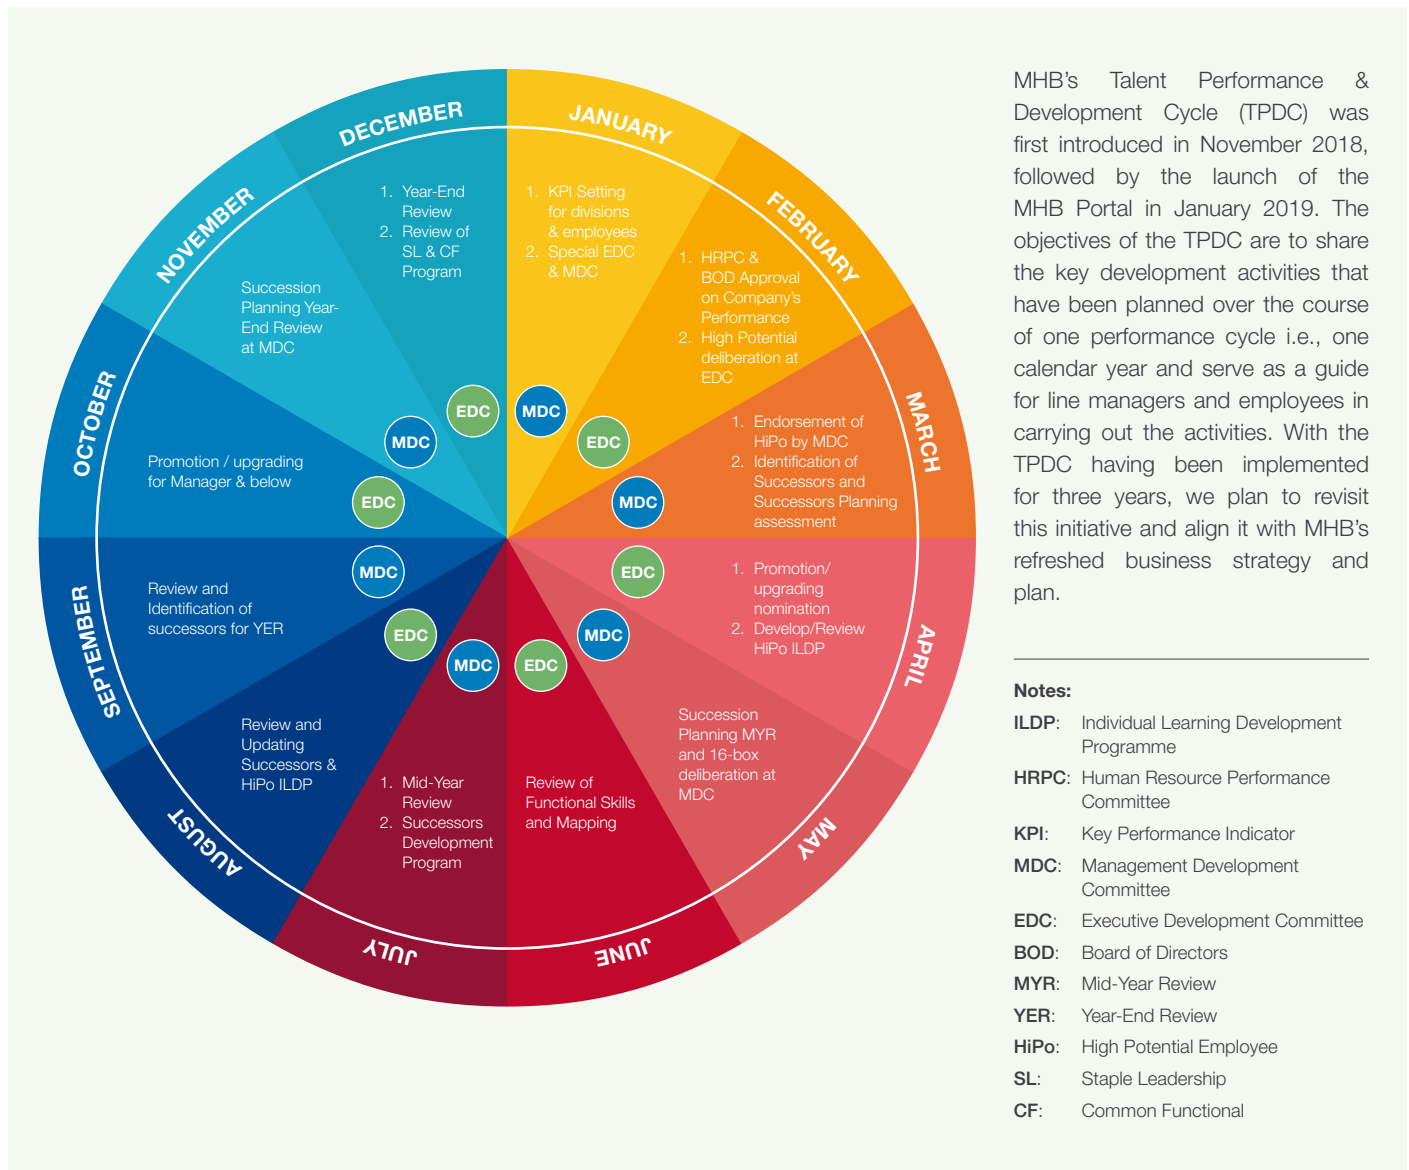 JANUARY
1. KPI Setting
for divisions
& employees
2. Special EDC
& MDC
MDC
FEBRUARY
1. HRPC &
BOD Approval
on Company's
Performance
2. High Potential
deliberation at
EDC
EDC
MARCH
1. Endorsement of
HiPo by MDC
2. Identification of
Successors and
Successors Planning
assessment
MDC
APRIL
1. Promotion/
upgrading
nomination
2. Develop/Review
HiPo ILDP
EDC
MAY
Succession
Planning MYR
and 16-box
deliberation at
MDC
MDC
JUNE
Review of
Functional Skills
and Mapping
EDC
JULY
1. Mid-Year
Review
2. Successors
Development
Program
MDC
AUGUST
Review and
Updating
Successors &
HiPo ILDP
EDC
SEPTEMBER
Review and
Identification of
successors for YER
MDC
OCTOBER
Promotion / upgrading
for Manager & below
EDC
NOVEMBER
Succession
Planning Year-
End Review
at MDC
MDC
DECEMBER
1. Year-End
Review
2. Review of
SL & CF
Program
EDC
MHB's Talent Performance &
Development Cycle (TPDC) was
first introduced in November 2018,
followed by the launch of the
MHB Portal in January 2019. The
objectives of the TPDC are to share
the key development activities that
have been planned over the course
of one performance cycle i.e., one
calendar year and serve as a guide
for line managers and employees in
carrying out the activities. With the
TPDC having been implemented
for three years, we plan to revisit
this initiative and align it with MHB's
refreshed business strategy and
plan.
Notes:
ILDP: Individual Learning Development
Programme
HRPC: Human Resource Performance
Committee
KPI: Key Performance Indicator
MDC: Management Development
Committee
EDC: Executive Development Committee
BOD: Board of Directors
MYR: Mid-Year Review
YER: Year-End Review
HiPo: High Potential Employee
SL: Staple Leadership
CF: Common Functional